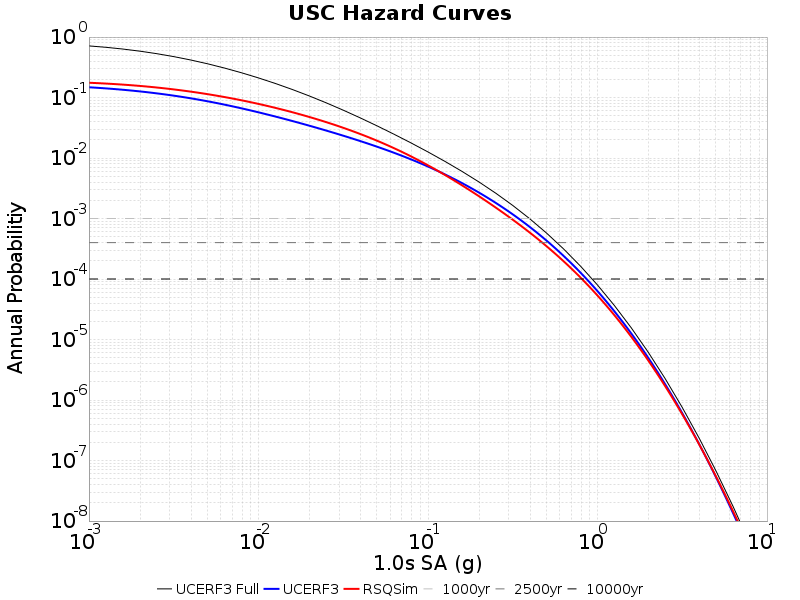 USC Hazard Curves
Annual Probabilitiy
10^0
10^-1
10^-2
10^-3
10^-4
10^-5
10^-6
10^-7
10^-8
10^-3 10^-2 10^-1 10^0 10^1
1.0s SA (g)
UCERF3 Full UCERF3 RSQSim 1000yr 2500yr 10000yr